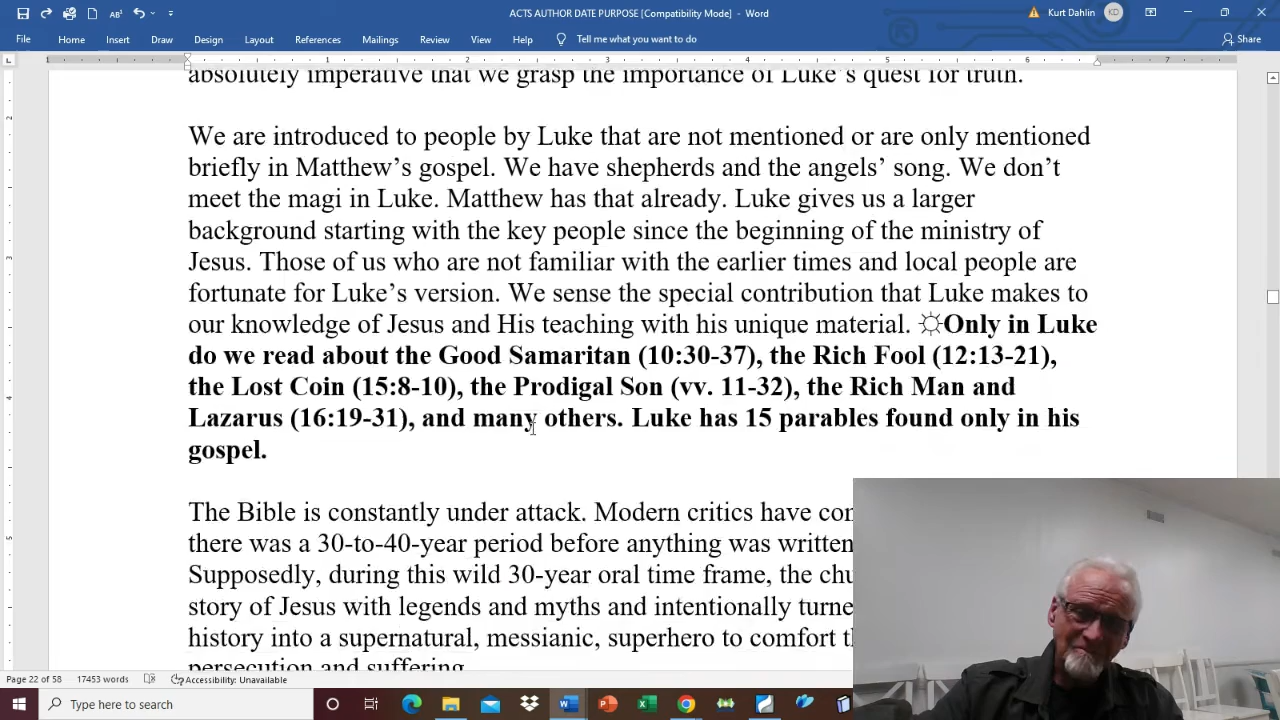 ACTS AUTHOR DATE PURPOSE [Compatibility Mode] - Word
Kurt Dahlin
KD
File Home Insert Draw Design Layout References Mailings Review View Help Tell me what you want to do Share
1 1 2 3 4 5 6 7
absolutely imperative that we grasp the importance of Luke's quest for truth.
We are introduced to people by Luke that are not mentioned or are only mentioned
briefly in Matthew's gospel. We have shepherds and the angels' song. We don't
meet the magi in Luke. Matthew has that already. Luke gives us a larger
background starting with the key people since the beginning of the ministry of
Jesus. Those of us who are not familiar with the earlier times and local people are
fortunate for Luke's version. We sense the special contribution that Luke makes to
our knowledge of Jesus and His teaching with his unique material. ☼Only in Luke
do we read about the Good Samaritan (10:30-37), the Rich Fool (12:13-21),
the Lost Coin (15:8-10), the Prodigal Son (vv. 11-32), the Rich Man and
Lazarus (16:19-31), and many others. Luke has 15 parables found only in his
gospel.
The Bible is constantly under attack. Modern critics have
there was a 30-to-40-year period before anything was written
Supposedly, during this wild 30-year oral time frame, the
story of Jesus with legends and myths and intentionally
history into a supernatural, messianic, superhero to comfort
persecution and suffering.
Page 22 of 58 17453 words Accessibility: Unavailable
Type here to search